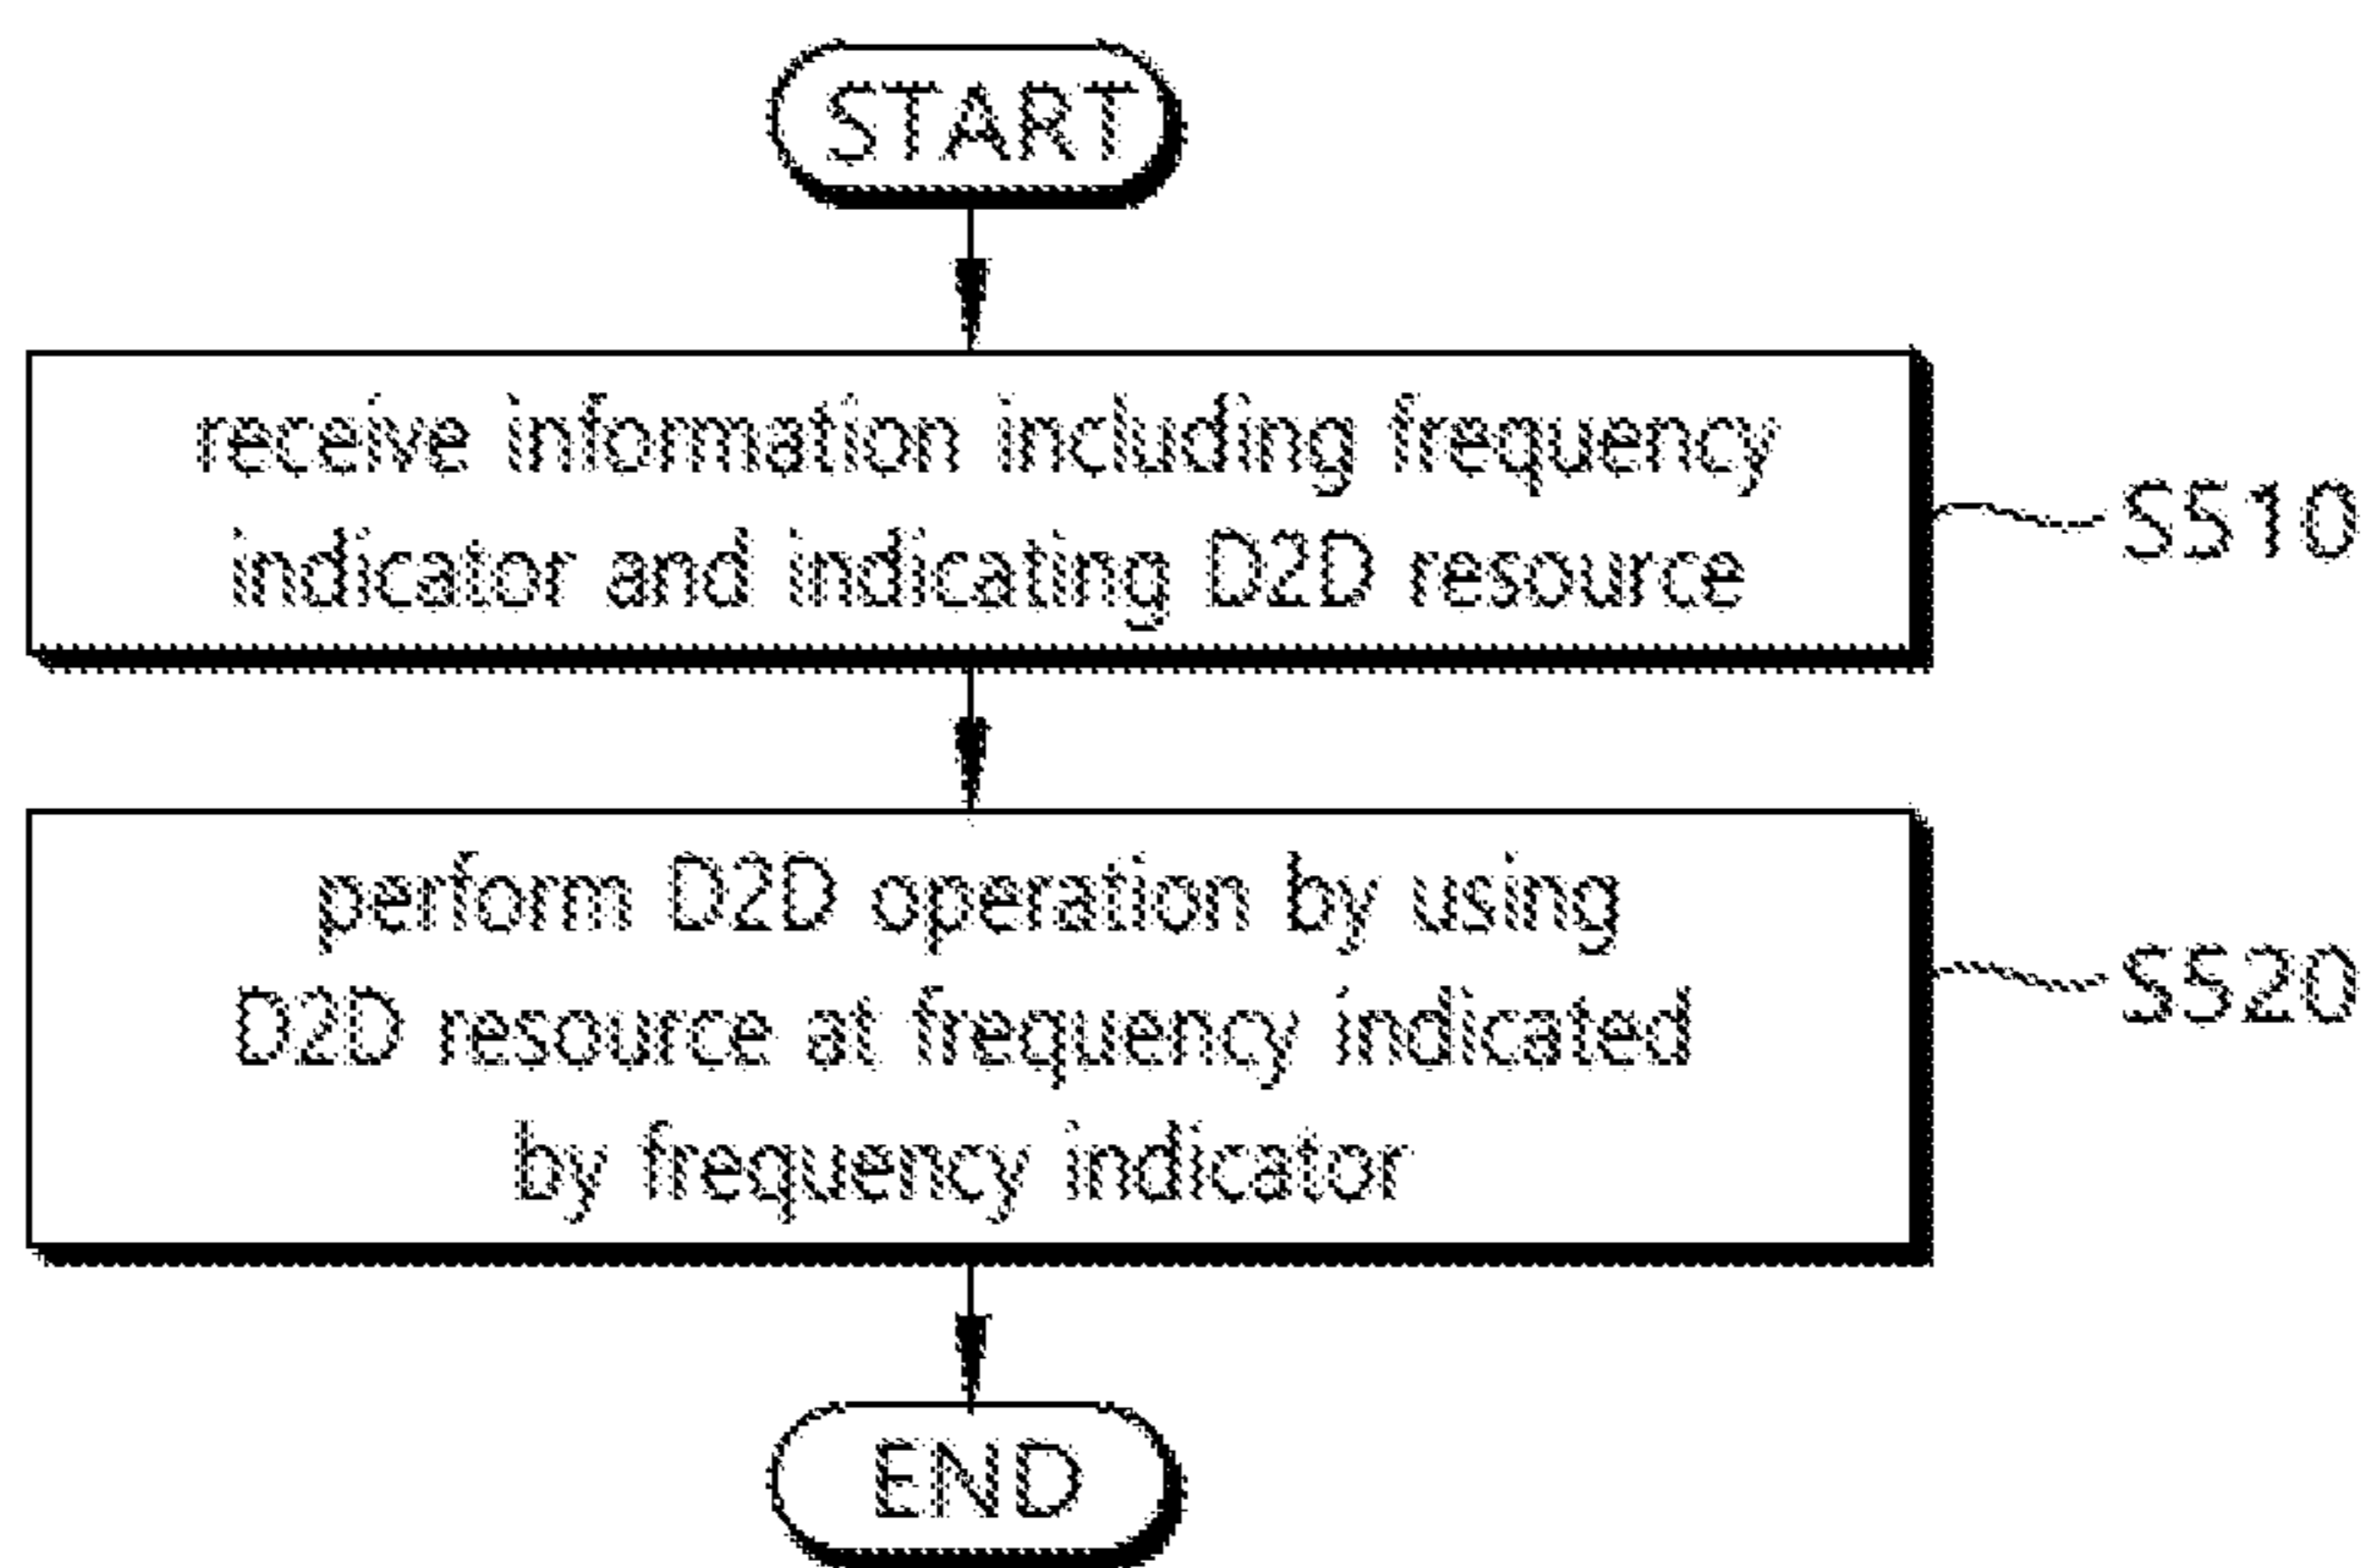 START
receive information including frequency
indicator and indicating D2D resource
S510
perform D2D operation by using
D2D resource at frequency indicated
by frequency indicator
S520
END